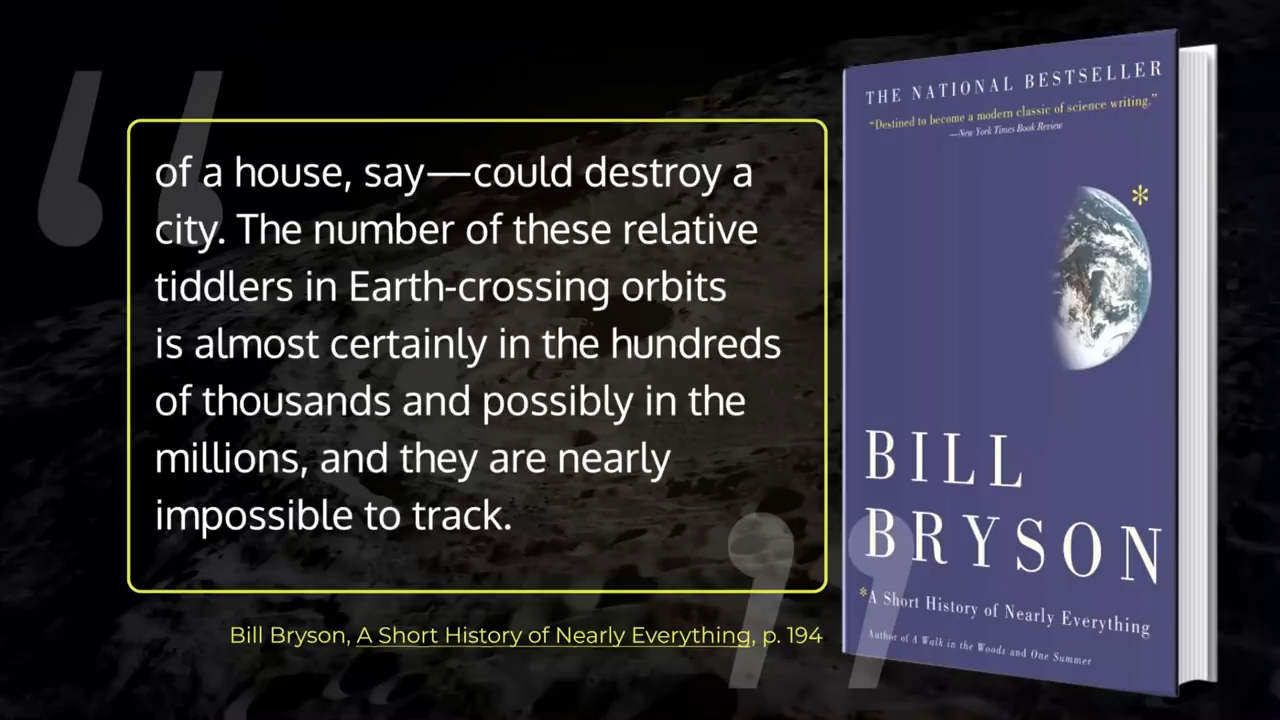 of a house, say—could destroy a
city. The number of these relative
tiddlers in Earth-crossing orbits
is almost certainly in the hundreds
of thousands and possibly in the
millions, and they are nearly
impossible to track.
Bill Bryson, A Short History of Nearly Everything, p. 194
THE NATIONAL BESTSELLER
“Destined to become a modern classic of science writing.”
—New York Times Book Review
*
BILL
BRYSON
*A Short History of Nearly Everything
Author of A Walk in the Woods and One Summer